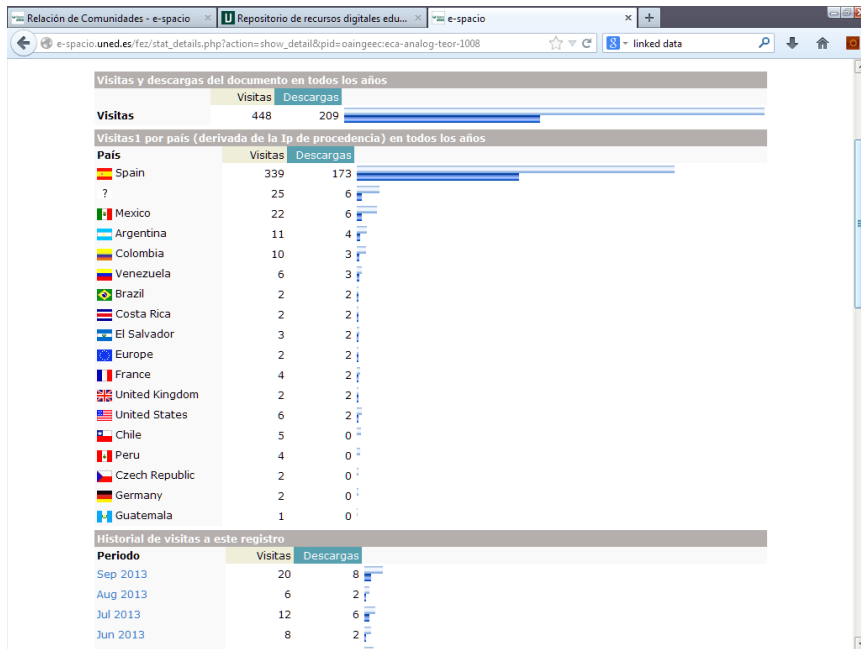 Relación de Comunidades - e-spacio × U Repositorio de recursos digitales edu... × e-spacio × +
e-spacio.uned.es/fez/stat_details.php?action=show_detail&pid=oaingeec:eca-analog-teor-1008 8 linked data
Visitas y descargas del documento en todos los años
Visitas Descargas
Visitas 448 209
Visitas1 por país (derivada de la Ip de procedencia) en todos los años
País Visitas Descargas
Spain 339 173
? 25 6
Mexico 22 6
Argentina 11 4
Colombia 10 3
Venezuela 6 3
Brazil 2 2
Costa Rica 2 2
El Salvador 3 2
Europe 2 2
France 4 2
United Kingdom 2 2
United States 6 2
Chile 5 0
Peru 4 0
Czech Republic 2 0
Germany 2 0
Guatemala 1 0
Historial de visitas a este registro
Periodo Visitas Descargas
Sep 2013 20 8
Aug 2013 6 2
Jul 2013 12 6
Jun 2013 8 2